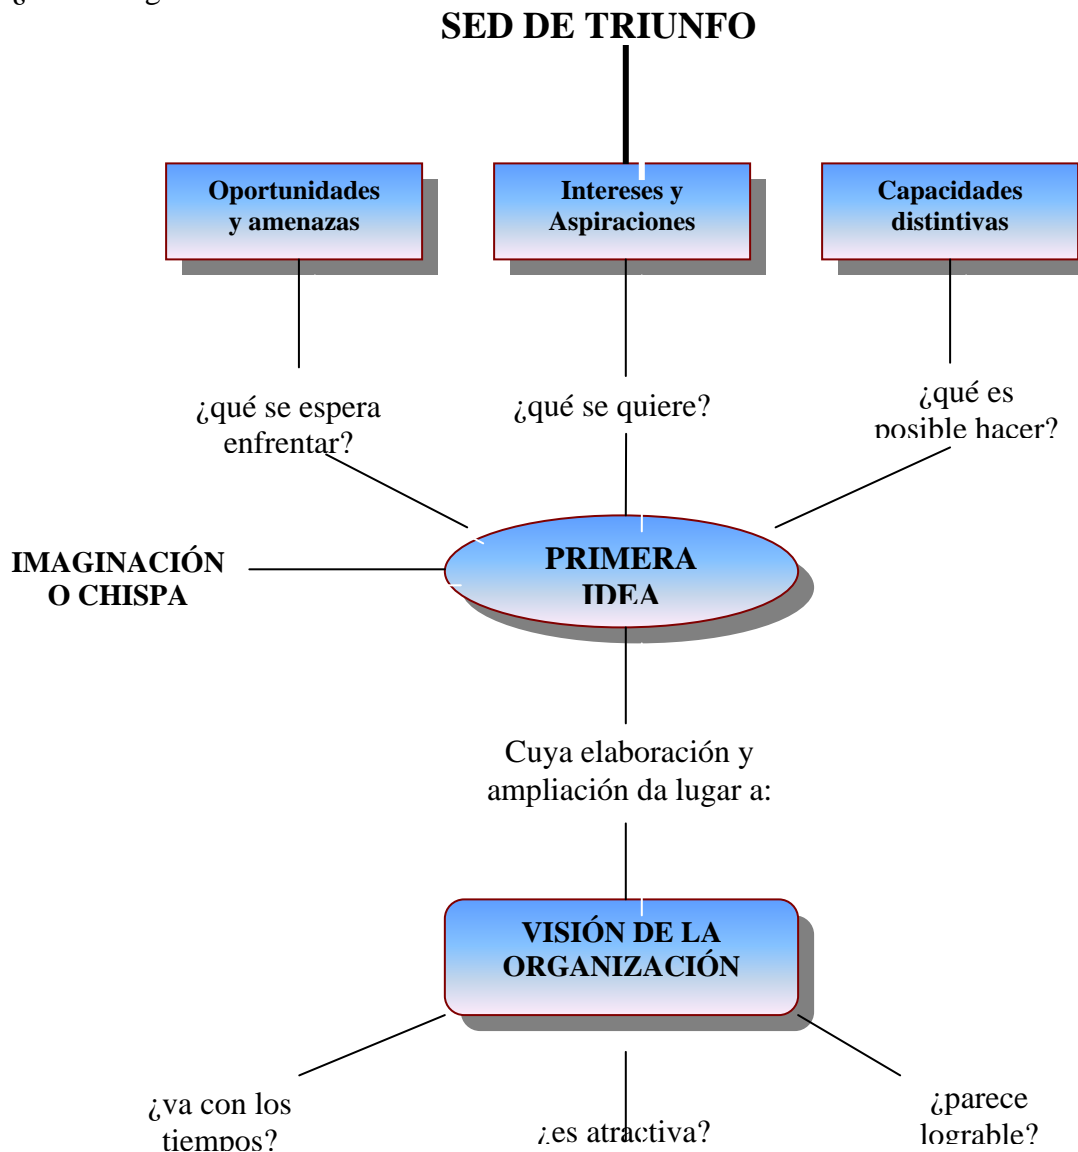 SED DE TRIUNFO
Oportunidades
y amenazas
Intereses y
Aspiraciones
Capacidades
distintivas
¿qué se espera
enfrentar?
¿qué se quiere?
¿qué es
posible hacer?
IMAGINACIÓN
O CHISPA
PRIMERA
IDEA
Cuya elaboración y
ampliación da lugar a:
VISIÓN DE LA
ORGANIZACIÓN
¿va con los
tiempos?
¿es atractiva?
¿parece
lograble?